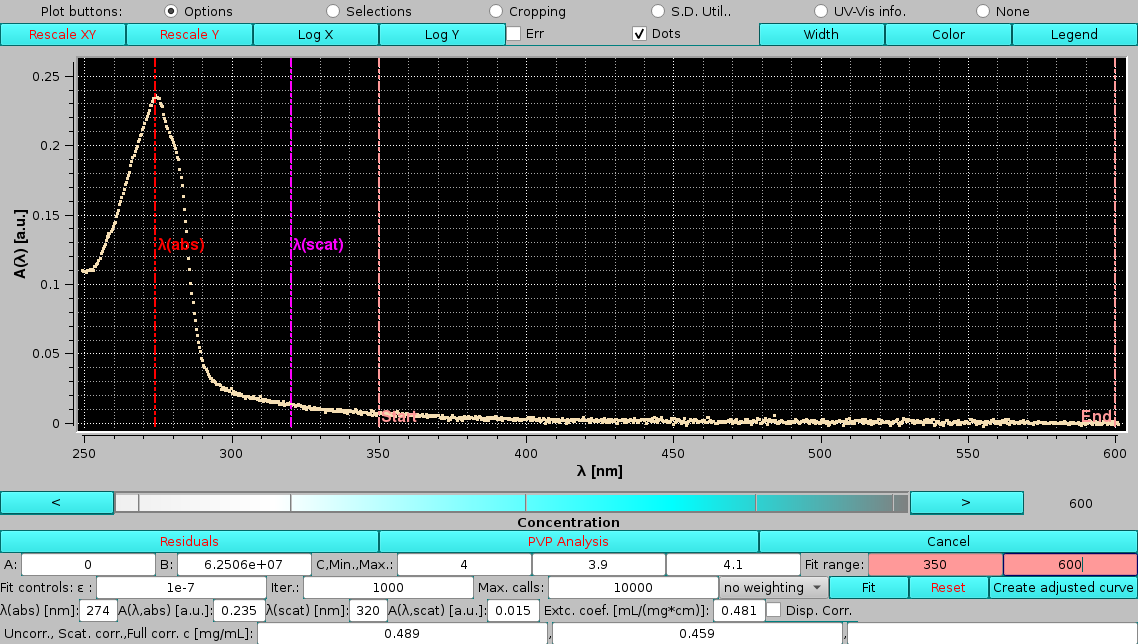 Plot buttons: Options Selections Cropping S.D. Util.. UV-Vis info. None
Rescale XY Rescale Y Log X Log Y Err Dots Width Color Legend
0.25
0.2
0.15
0.1
0.05
0
A(λ) [a.u.]
λ(abs) λ(scat)
Start End
250 300 350 400 450 500 550 600
λ [nm]
< > 600
Concentration
Residuals PVP Analysis Cancel
A: 0 B: 6.2506e+07 C,Min.,Max.: 4 3.9 4.1 Fit range: 350 600
Fit controls: ε : 1e-7 Iter.: 1000 Max. calls: 10000 no weighting Fit Reset Create adjusted curve
λ(abs) [nm]: 274 A(λ,abs) [a.u.]: 0.235 λ(scat) [nm]: 320 A(λ,scat) [a.u.]: 0.015 Extc. coef. [mL/(mg*cm)]: 0.481 Disp. Corr.
Uncorr., Scat. corr.,Full corr. c [mg/mL]: 0.489 , 0.459 ,